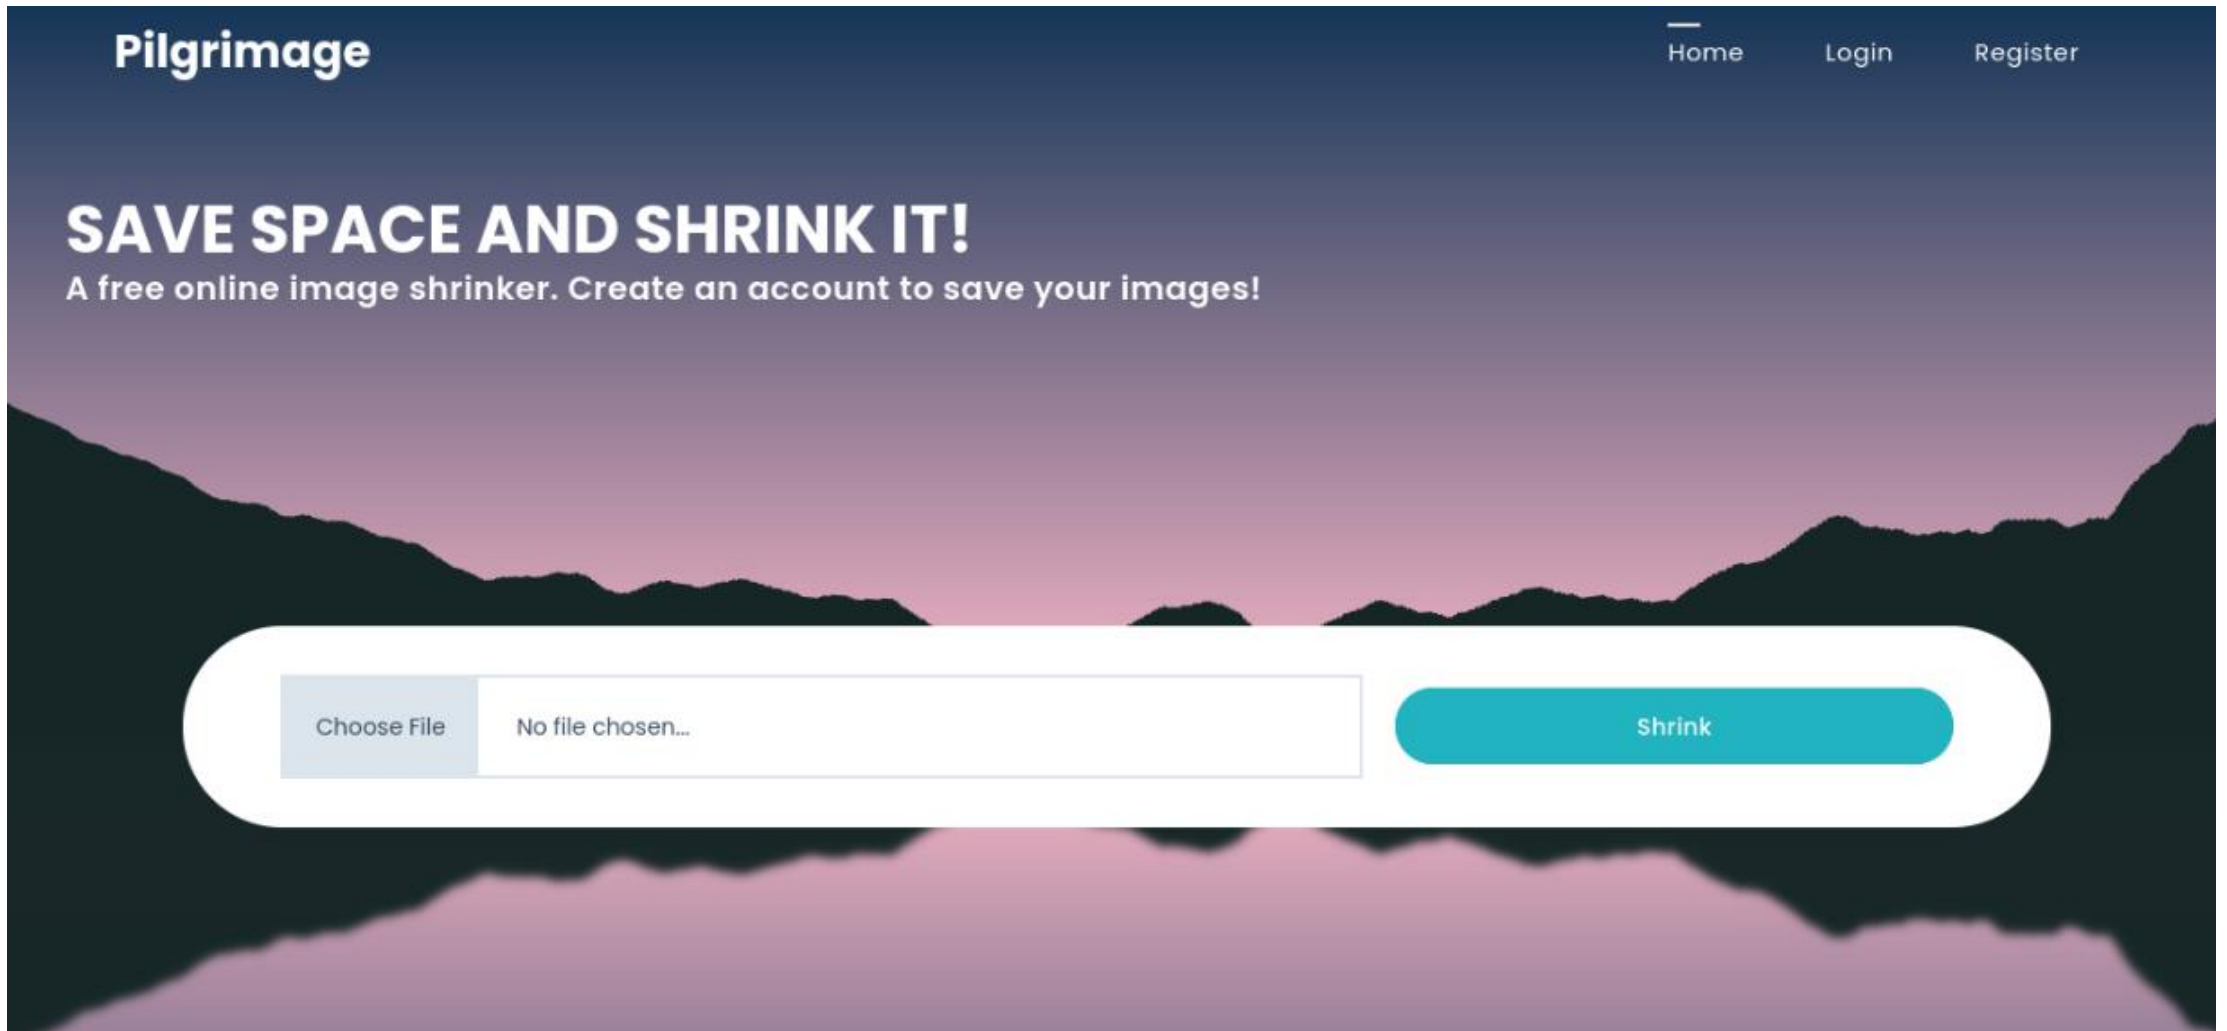 Pilgrimage
Home Login Register
SAVE SPACE AND SHRINK IT!
A free online image shrinker. Create an account to save your images!
Choose File No file chosen...
Shrink